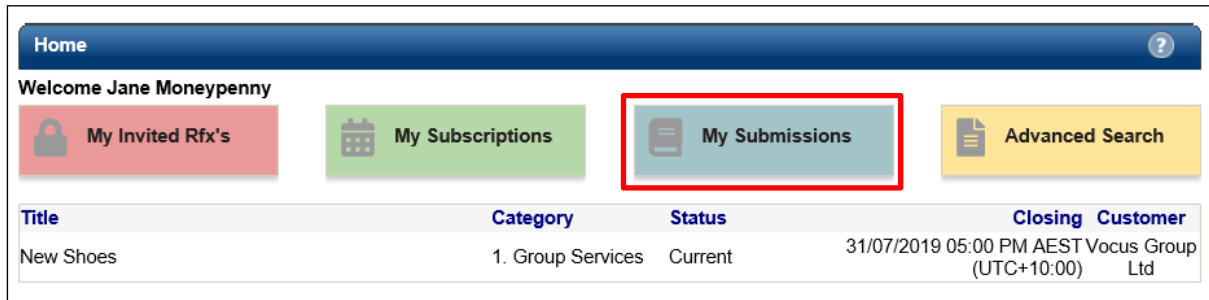 Home ?
Welcome Jane Moneypenny
My Invited Rfx's My Subscriptions My Submissions Advanced Search
Title Category Status Closing Customer
New Shoes 1. Group Services Current 31/07/2019 05:00 PM AEST Vocus Group
(UTC+10:00) Ltd